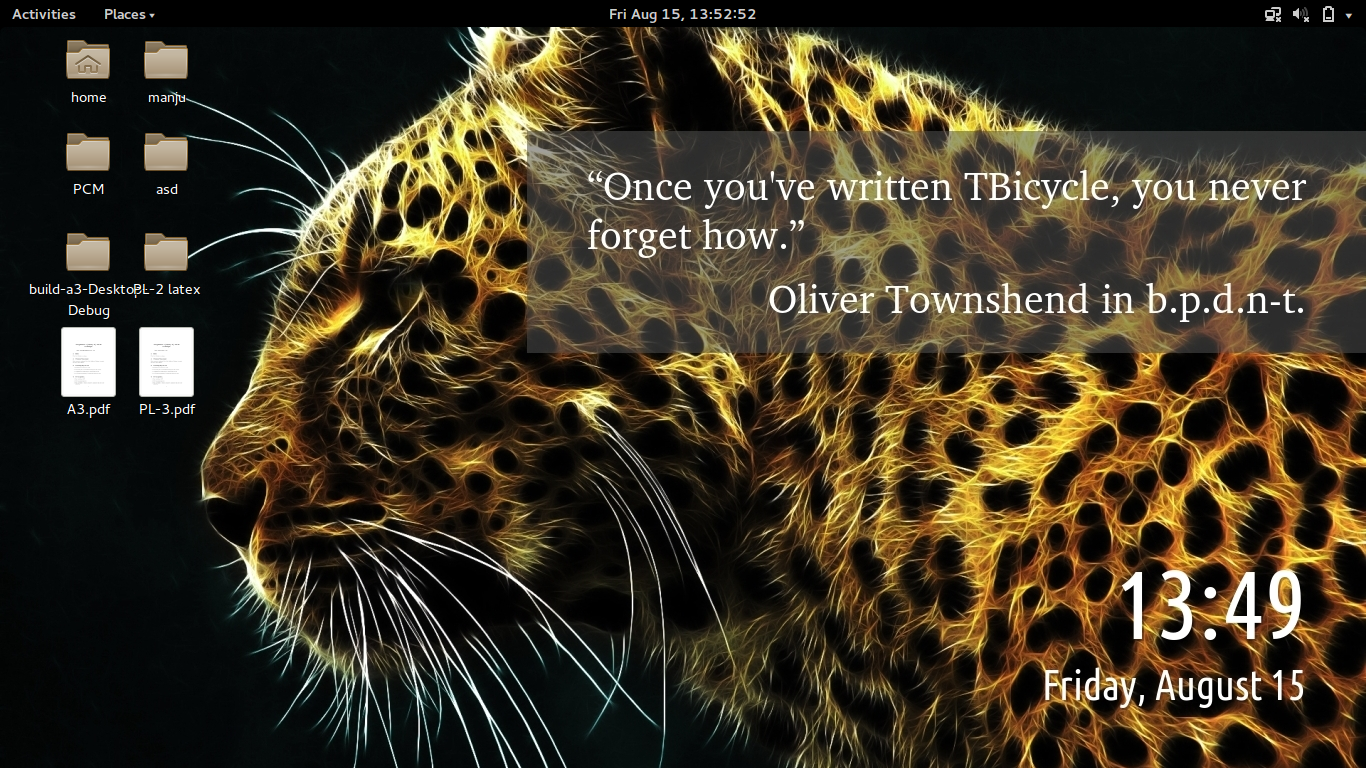 Activities Places Fri Aug 15, 13:52:52
home manju
PCM asd
build-a3-Desktop-Debug PL-2 latex
A3.pdf PL-3.pdf
“Once you've written TBicycle, you never
forget how.”
Oliver Townshend in b.p.d.n-t.
13:49
Friday, August 15